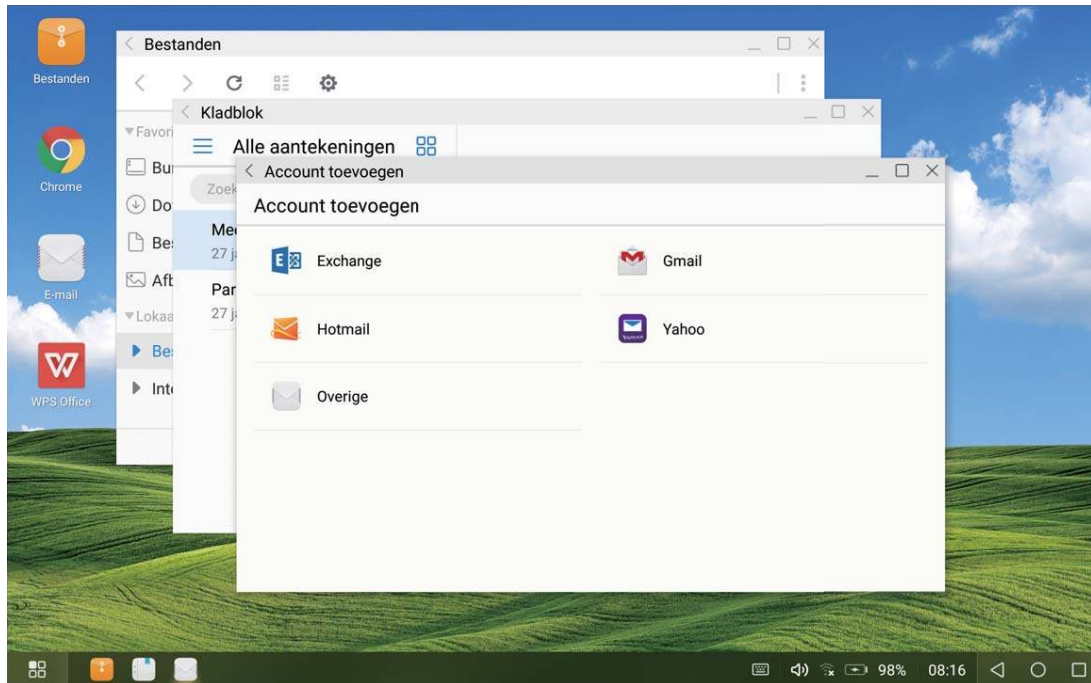 Bestanden
Chrome
E-mail
WPS Office
Bestanden
Kladblok
Alle aantekeningen
Account toevoegen
Account toevoegen
Exchange
Gmail
Hotmail
Yahoo
Overige
98%
08:16